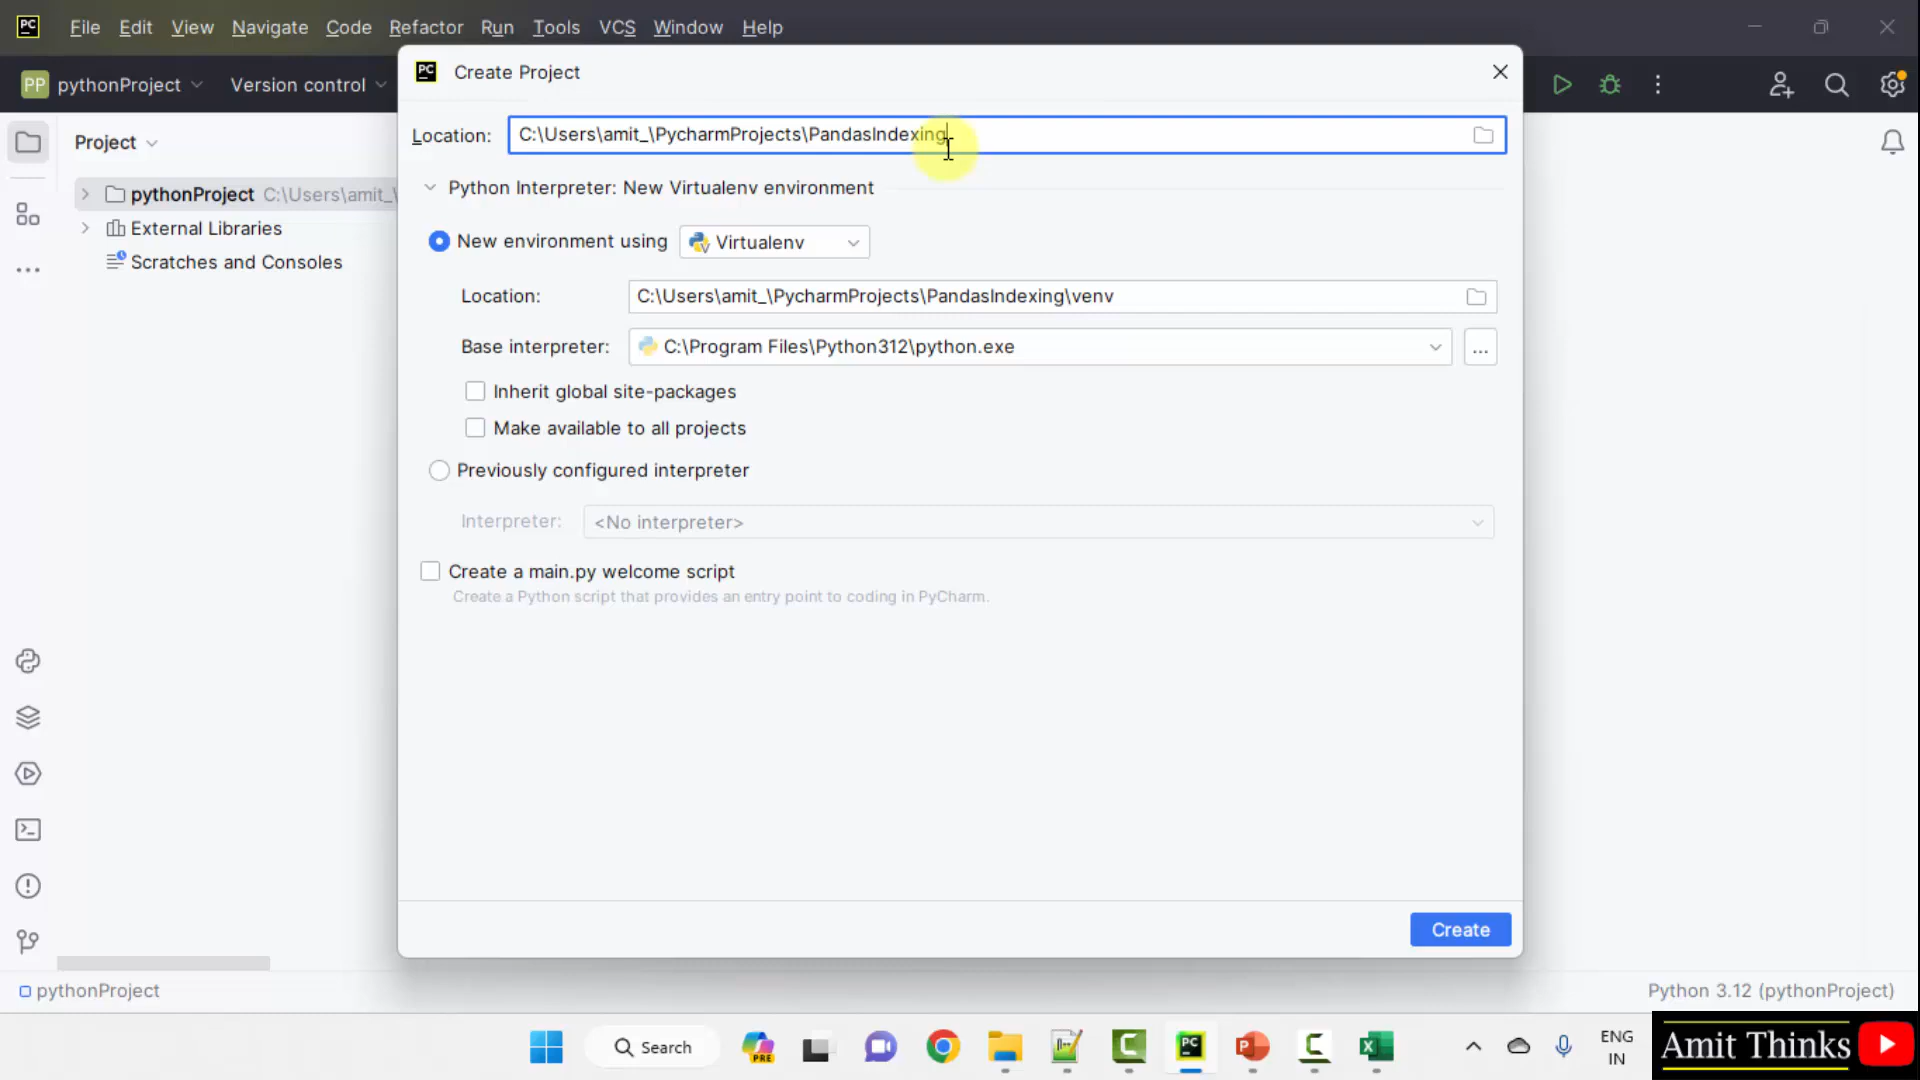 PC File Edit View Navigate Code Refactor Run Tools VCS Window Help
PP pythonProject Version control
PC Create Project
Project
Location: C:\Users\amit_\PycharmProjects\PandasIndexing
pythonProject C:\Users\amit_\
Python Interpreter: New Virtualenv environment
External Libraries
New environment using Virtualenv
Scratches and Consoles
Location: C:\Users\amit_\PycharmProjects\PandasIndexing\venv
Base interpreter: C:\Program Files\Python312\python.exe ...
Inherit global site-packages
Make available to all projects
Previously configured interpreter
Interpreter: <No interpreter>
Create a main.py welcome script
Create a Python script that provides an entry point to coding in PyCharm.
Create
pythonProject
Python 3.12 (pythonProject)
Search
PRE
PC
ENG
IN
Amit Thinks